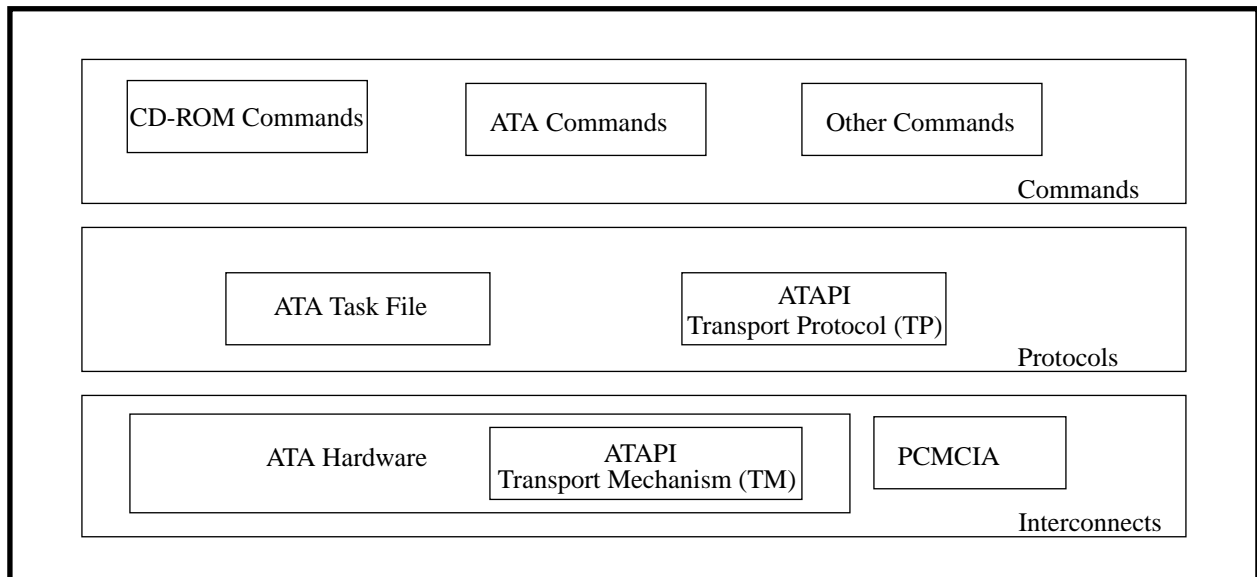 CD-ROM Commands
ATA Commands
Other Commands
Commands
ATA Task File
ATAPI
Transport Protocol (TP)
Protocols
ATA Hardware
ATAPI
Transport Mechanism (TM)
PCMCIA
Interconnects